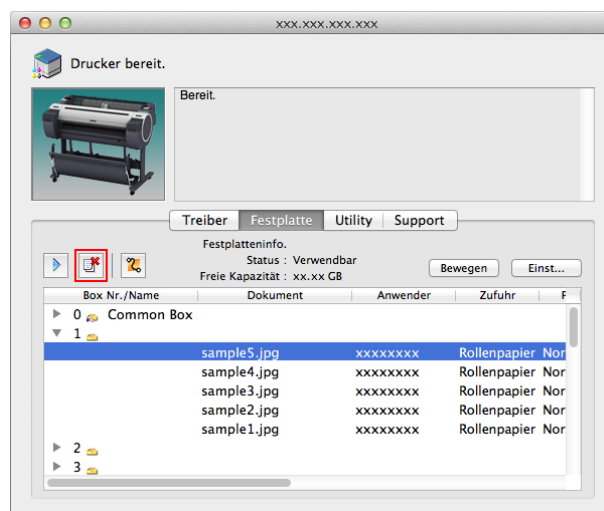 xxx.xxx.xxx.xxx
Drucker bereit.
Bereit.
Treiber Festplatte Utility Support
Festplatteninfo.
Status : Verwendbar
Freie Kapazität : xx.xx GB
Bewegen Einst...
Box Nr./Name Dokument Anwender Zufuhr F
0 Common Box
1
sample5.jpg xxxxxxxx Rollenpapier Nor
sample4.jpg xxxxxxxx Rollenpapier Nor
sample3.jpg xxxxxxxx Rollenpapier Nor
sample2.jpg xxxxxxxx Rollenpapier Nor
sample1.jpg xxxxxxxx Rollenpapier Nor
2
3